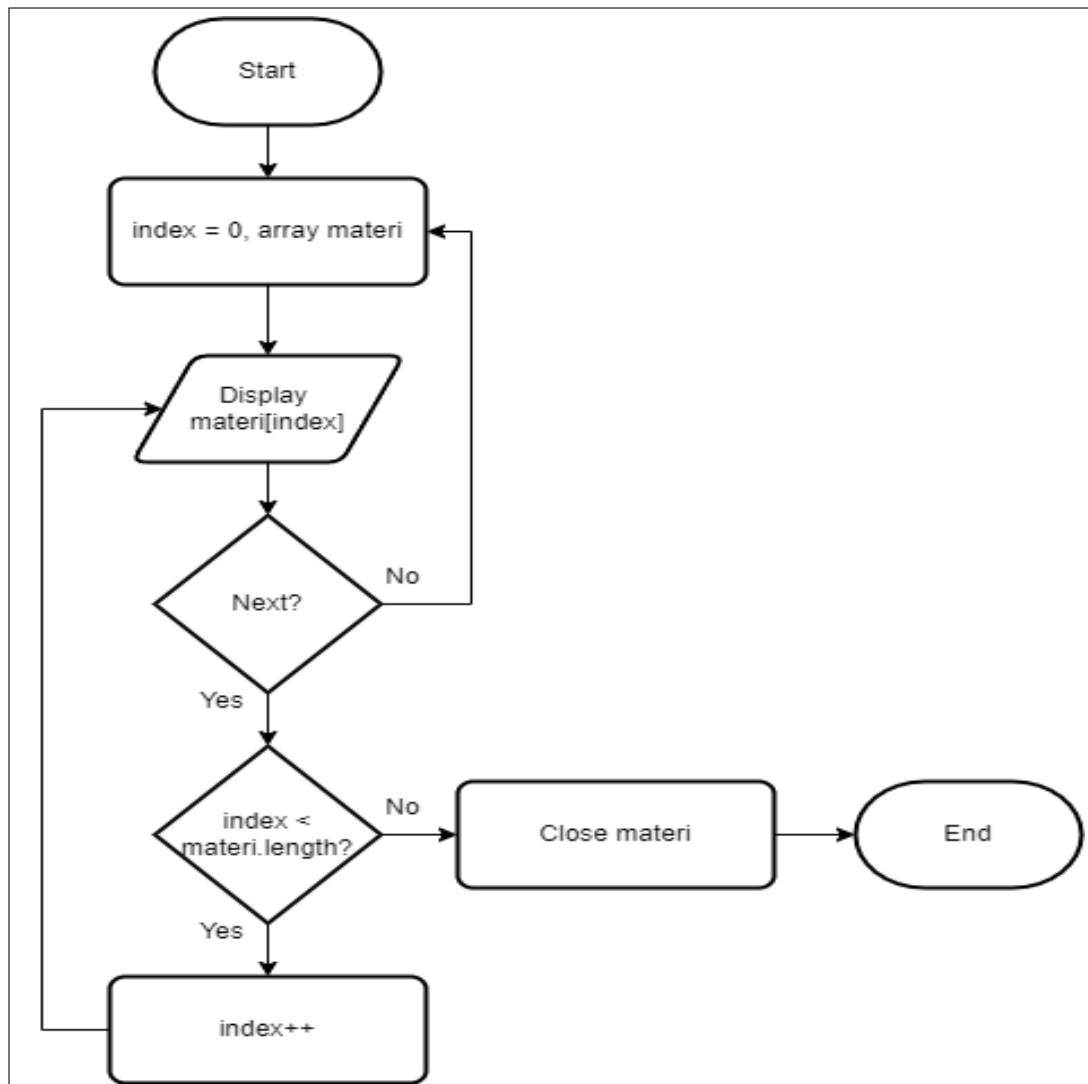 Start
index = 0, array materi
Display
materi[index]
Next?
No
Yes
index <
materi.length?
No
Close materi
End
Yes
index++